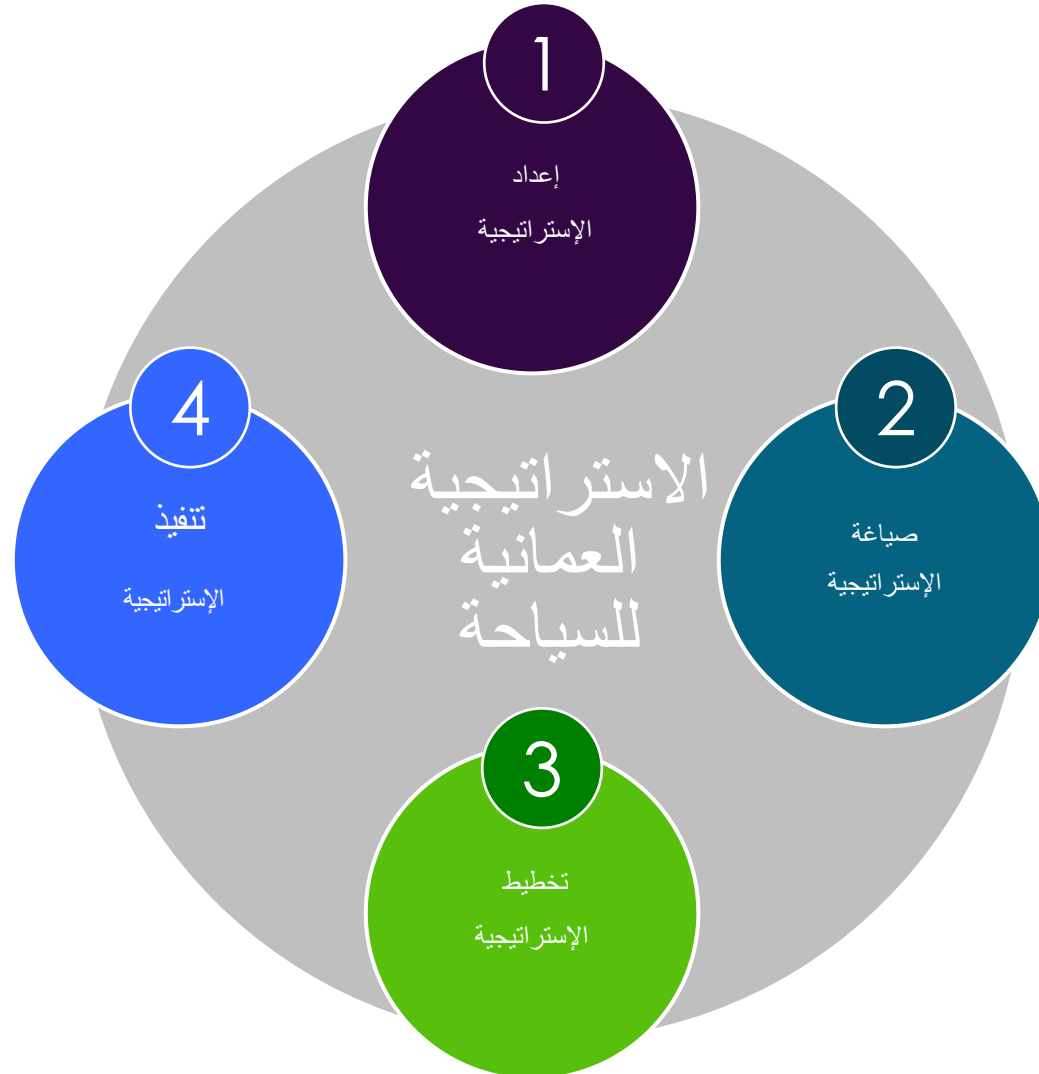 1
إعداد
الإستراتيجية
2
صياغة
الإستراتيجية
3
تخطيط
الإستراتيجية
4
تنفيذ
الإستراتيجية
الاستراتيجية
العمانية
للسياحة